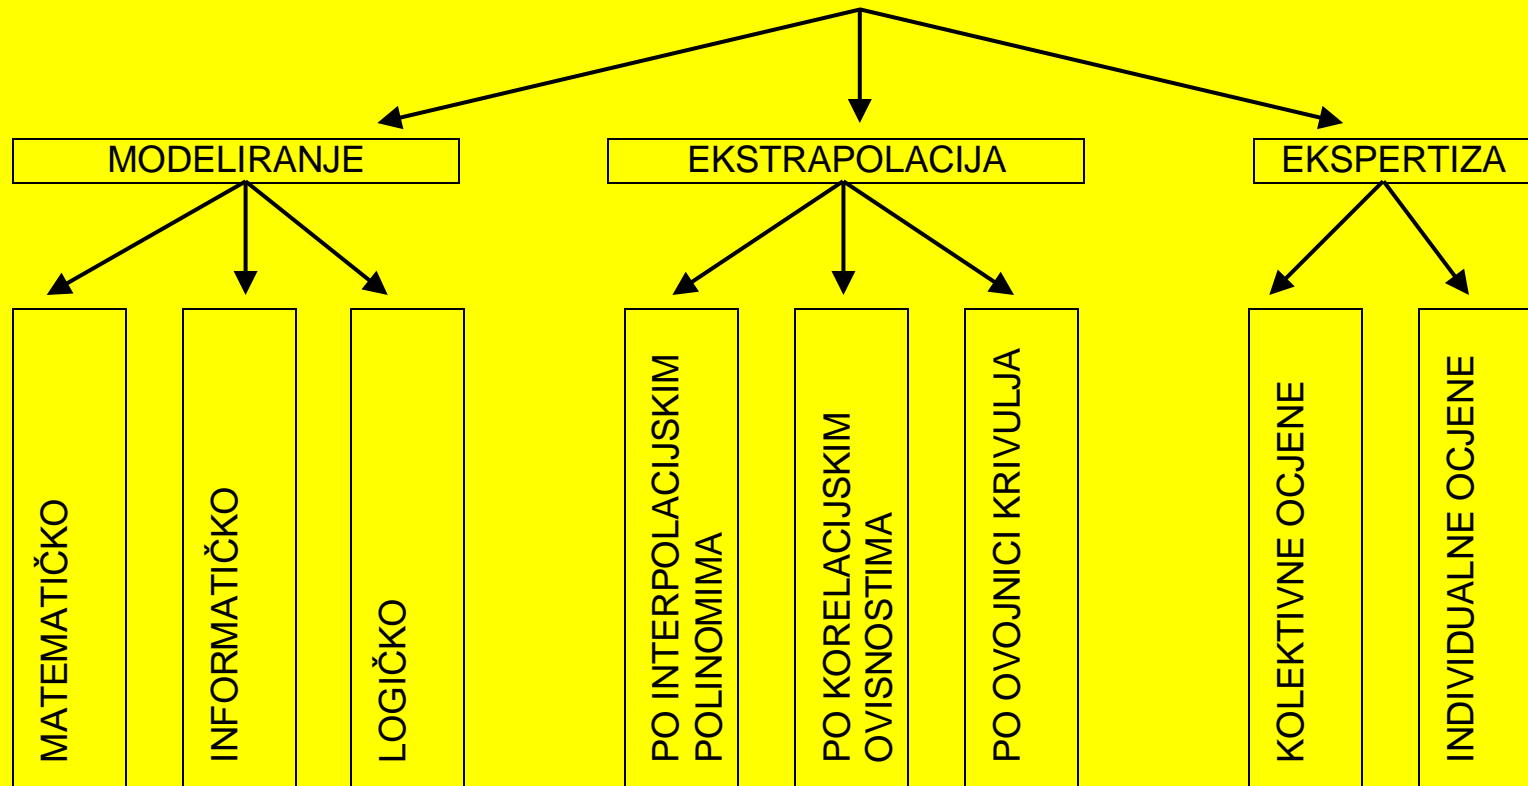 MODELIRANJE
EKSTRAPOLACIJA
EKSPERTIZA
MATEMATIČKO
INFORMATIČKO
LOGIČKO
PO INTERPOLACIJSKIM
POLINOMIMA
PO KORELACIJSKIM
OVISNOSTIMA
PO OVOJNICI KRIVULJA
KOLEKTIVNE OCJENE
INDIVIDUALNE OCJENE